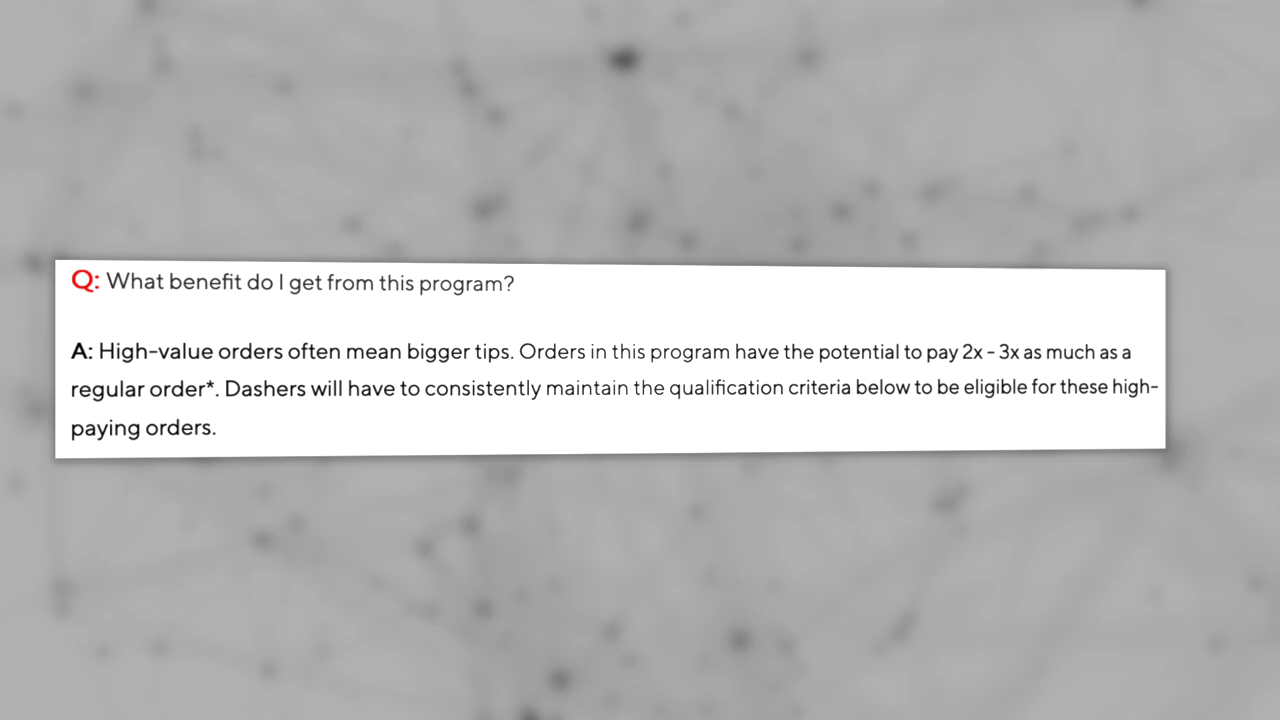 Q: What benefit do I get from this program?
A: High-value orders often mean bigger tips. Orders in this program have the potential to pay 2x - 3x as much as a
regular order*. Dashers will have to consistently maintain the qualification criteria below to be eligible for these high-
paying orders.